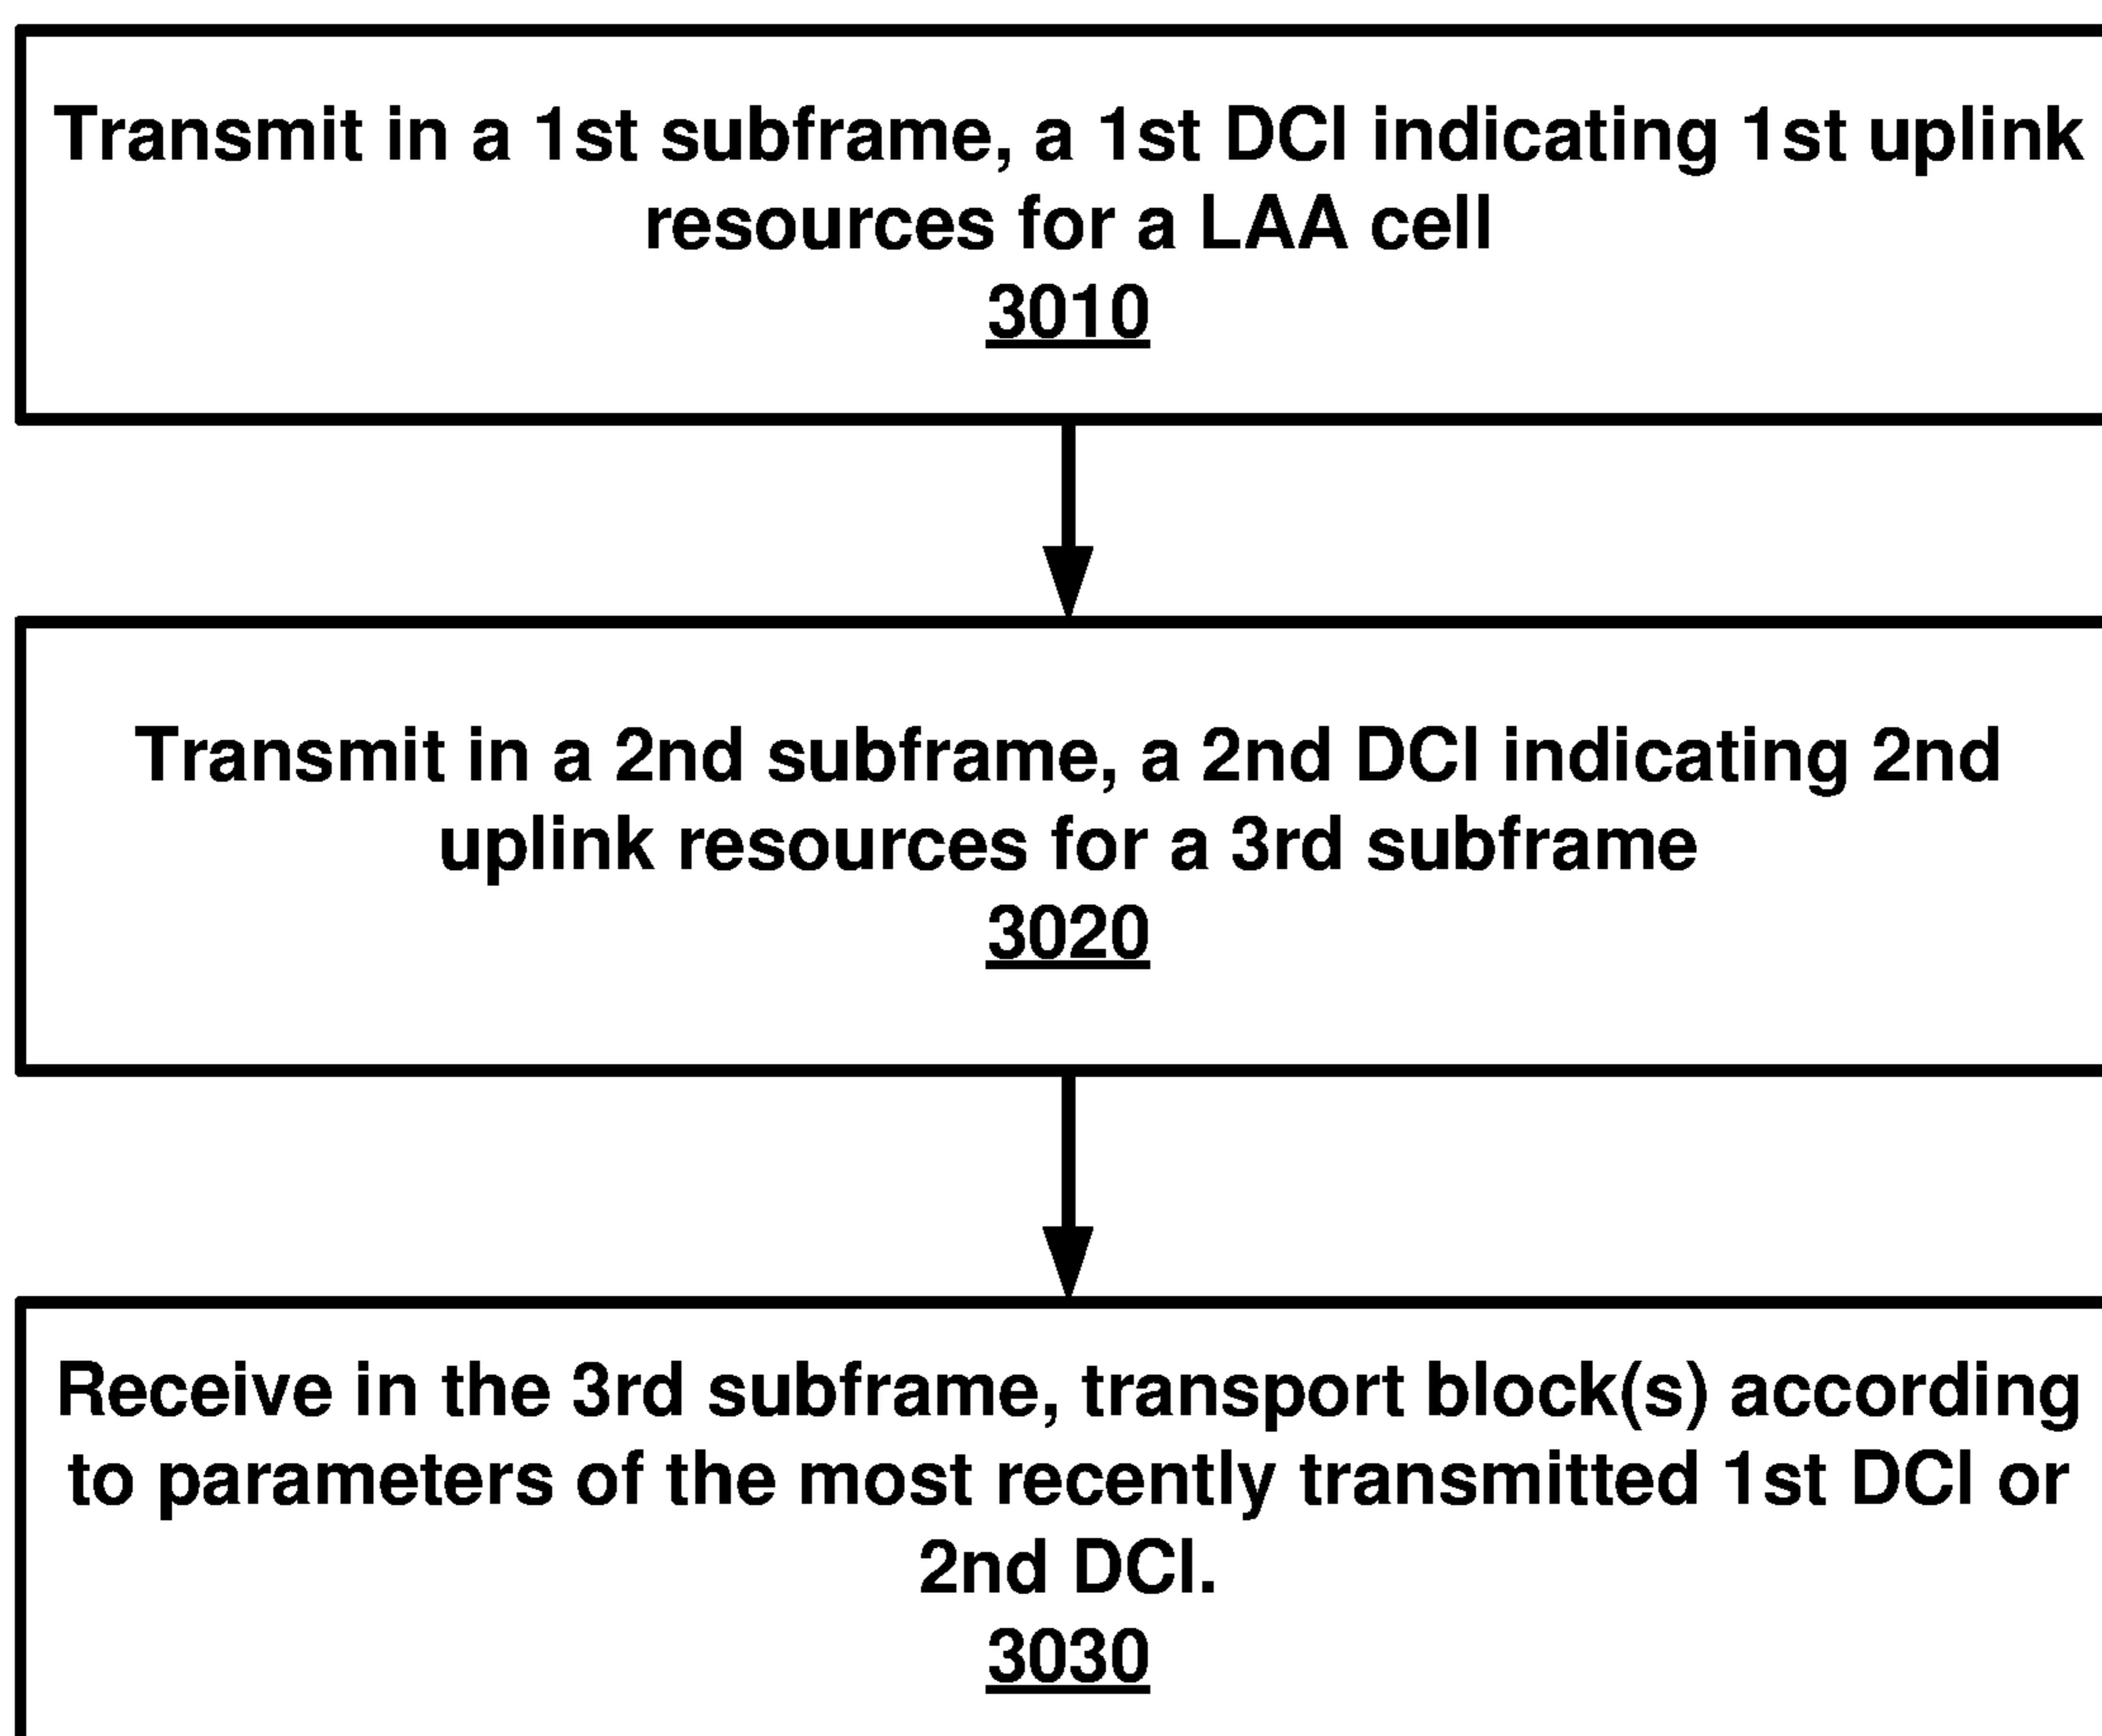 Transmit in a 1st subframe, a 1st DCI indicating 1st uplink
resources for a LAA cell
3010
Transmit in a 2nd subframe, a 2nd DCI indicating 2nd
uplink resources for a 3rd subframe
3020
Receive in the 3rd subframe, transport block(s) according
to parameters of the most recently transmitted 1st DCI or
2nd DCI.
3030